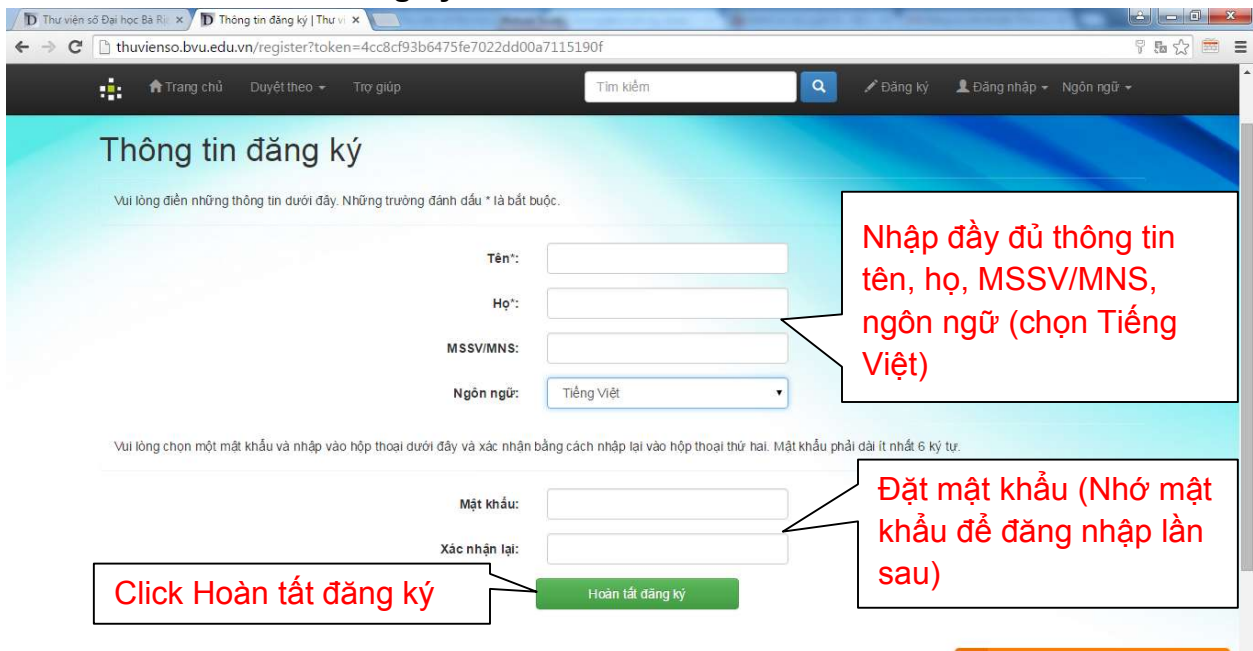 Thư viện số Đại học Bà Rị
Thông tin đăng ký | Thư vi
thuvienso.bvu.edu.vn/register?token=4cc8cf93b6475fe7022dd00a7115190f
Trang chủ Duyệt theo Trợ giúp Tìm kiếm Đăng ký Đăng nhập Ngôn ngữ
Thông tin đăng ký
Vui lòng điền những thông tin dưới đây. Những trường đánh dấu * là bắt buộc.
Tên*:
Họ*:
MSSV/MNS:
Ngôn ngữ: Tiếng Việt
Nhập đầy đủ thông tin
tên, họ, MSSV/MNS,
ngôn ngữ (chọn Tiếng
Việt)
Vui lòng chọn một mật khẩu và nhập vào hộp thoại dưới đây và xác nhận bằng cách nhập lại vào hộp thoại thứ hai. Mật khẩu phải dài ít nhất 6 ký tự.
Mật khẩu:
Xác nhận lại:
Đặt mật khẩu (Nhớ mật
khẩu để đăng nhập lần
sau)
Click Hoàn tất đăng ký
Hoàn tất đăng ký